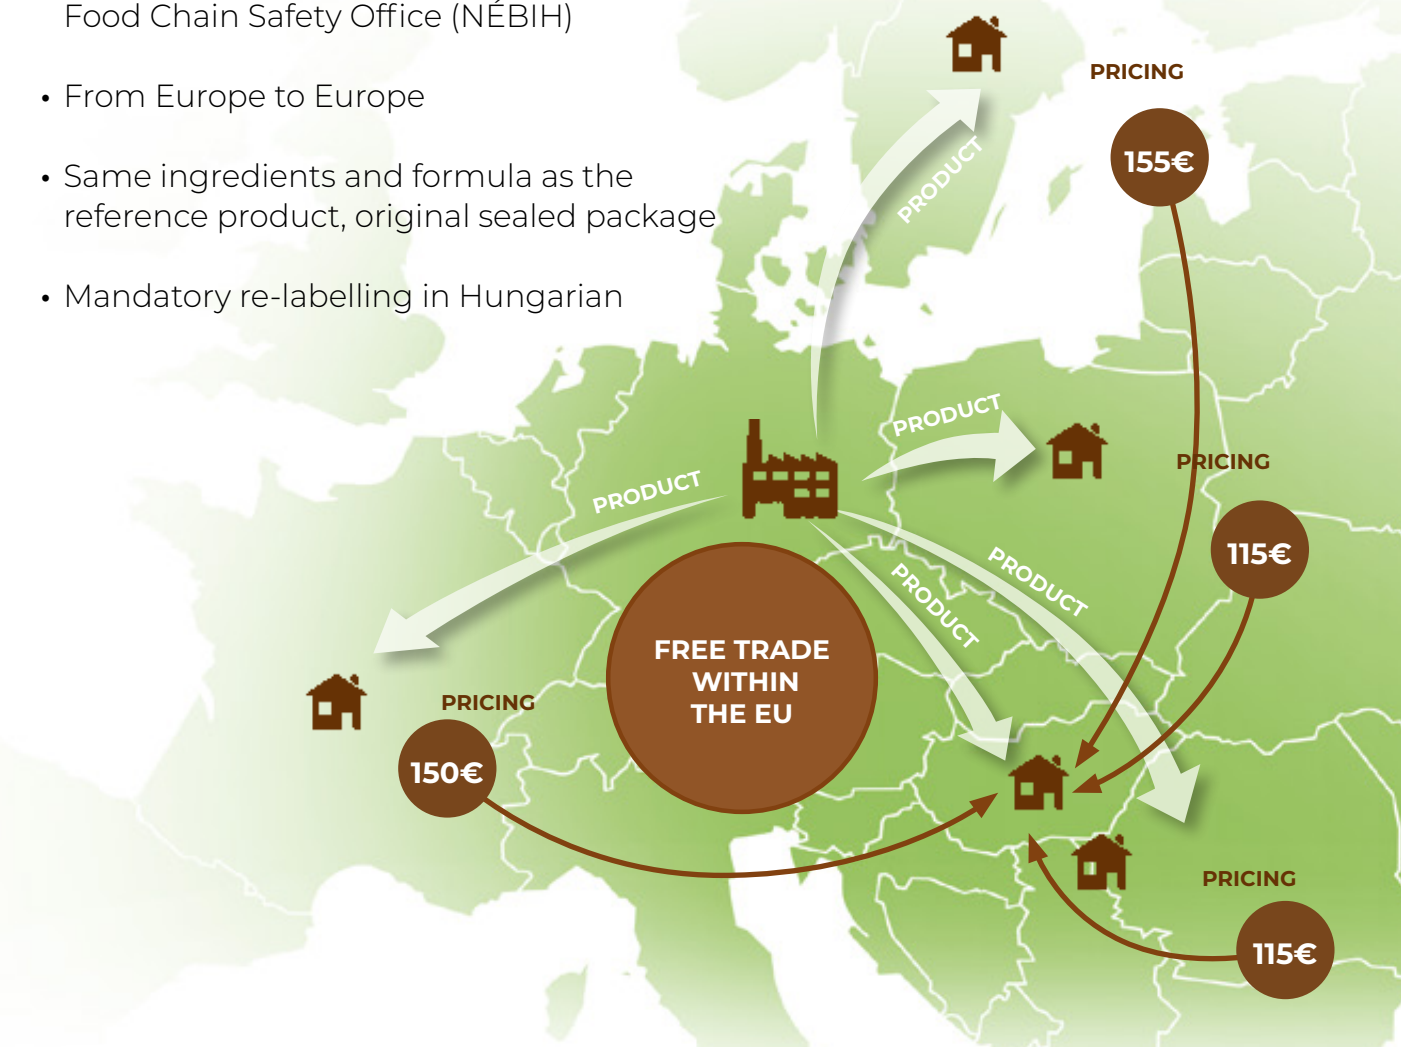 Food Chain Safety Office (NÉBIH)
• From Europe to Europe
• Same ingredients and formula as the
reference product, original sealed package
• Mandatory re-labelling in Hungarian
PRICING
155€
PRODUCT
PRODUCT
PRICING
115€
PRODUCT
PRODUCT
PRODUCT
FREE TRADE
WITHIN
THE EU
PRICING
150€
PRICING
115€